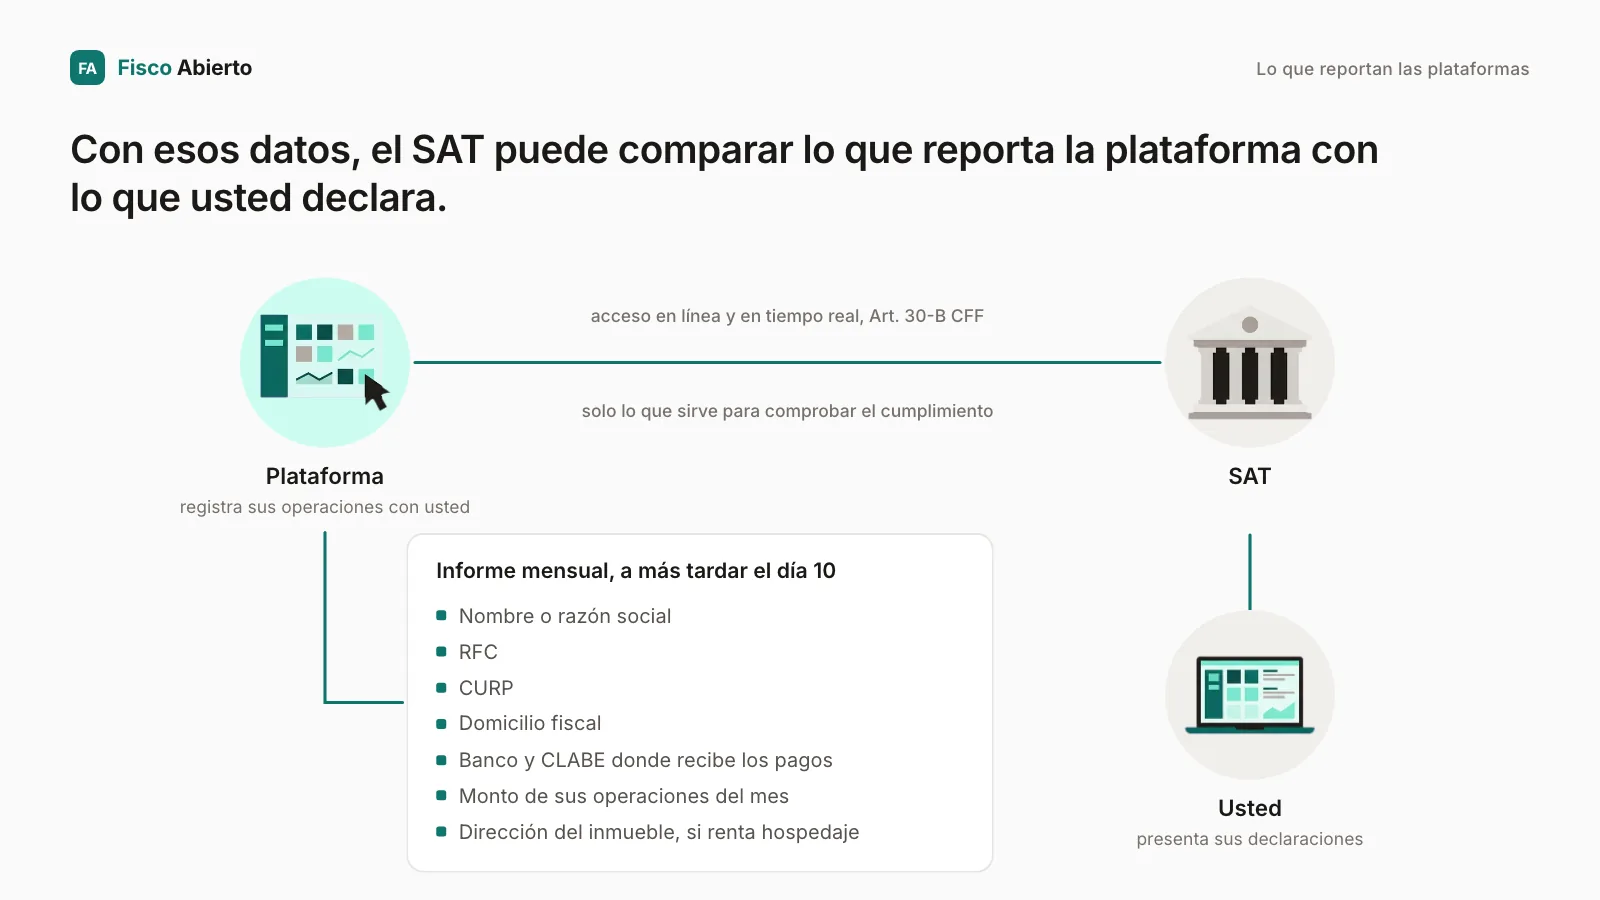 FA
Fisco Abierto
Lo que reportan las plataformas
Con esos datos, el SAT puede comparar lo que reporta la plataforma con
lo que usted declara.
acceso en línea y en tiempo real, Art. 30-B CFF
solo lo que sirve para comprobar el cumplimiento
Plataforma
registra sus operaciones con usted
SAT
Informe mensual, a más tardar el día 10
Nombre o razón social
RFC
CURP
Domicilio fiscal
Banco y CLABE donde recibe los pagos
Monto de sus operaciones del mes
Dirección del inmueble, si renta hospedaje
Usted
presenta sus declaraciones